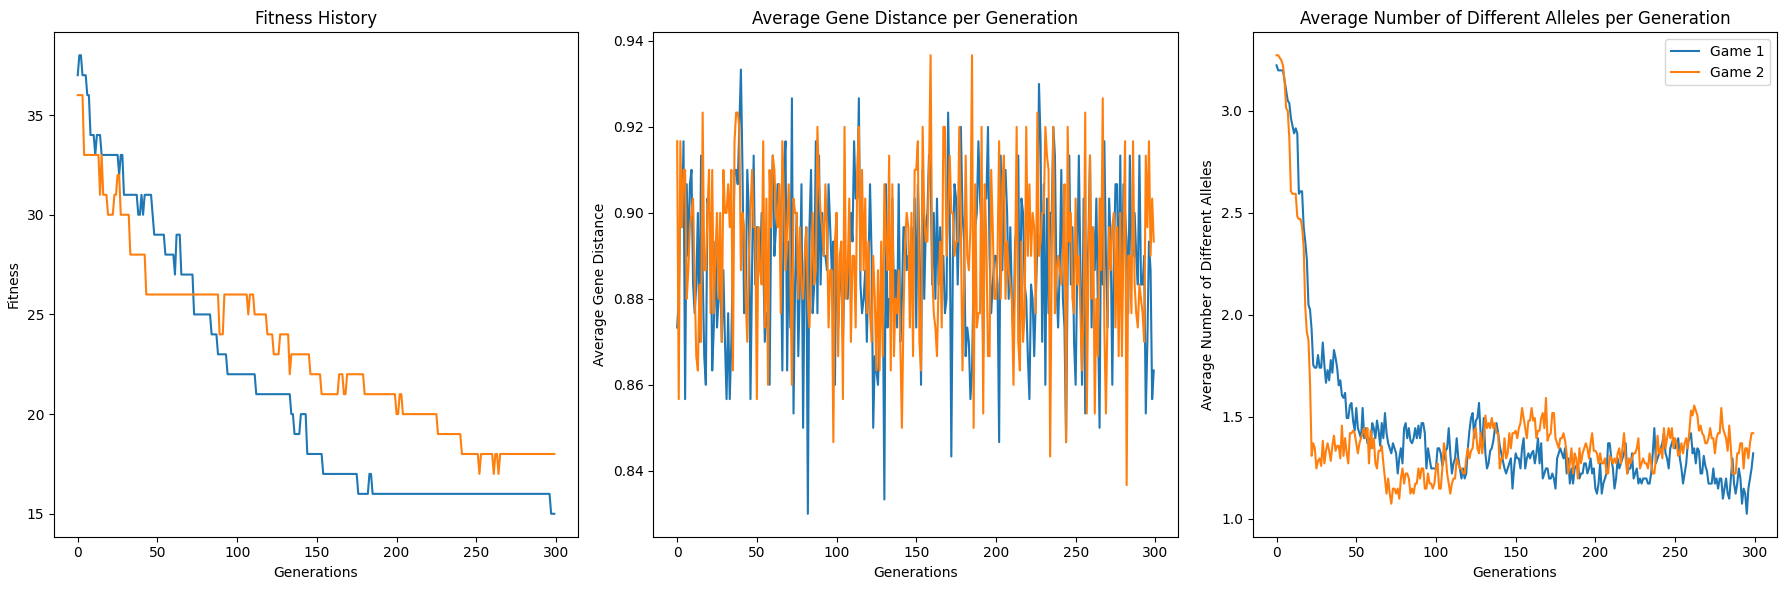 Fitness History
Fitness
35
30
25
20
15
0 50 100 150 200 250 300
Generations
Average Gene Distance per Generation
Average Gene Distance
0.94
0.92
0.90
0.88
0.86
0.84
0 50 100 150 200 250 300
Generations
Average Number of Different Alleles per Generation
Average Number of Different Alleles
Game 1
Game 2
3.0
2.5
2.0
1.5
1.0
0 50 100 150 200 250 300
Generations